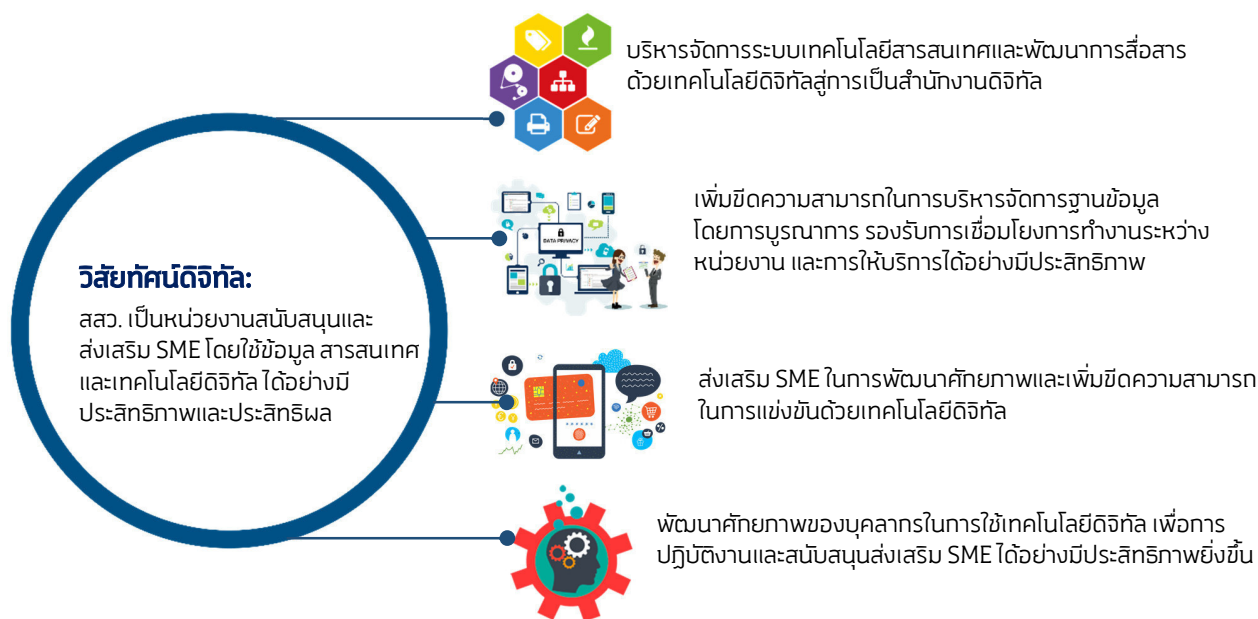 บริหารจัดการระบบเทคโนโลยีสารสนเทศและพัฒนาการสื่อสาร
ด้วยเทคโนโลยีดิจิทัลสู่การเป็นสำนักงานดิจิทัล
เพิ่มขีดความสามารถในการบริหารจัดการฐานข้อมูล
โดยการบูรณาการ รองรับการเชื่อมโยงการทำงานระหว่าง
หน่วยงาน และการให้บริการได้อย่างมีประสิทธิภาพ
DATA PRIVACY
วิสัยทัศน์ดิจิทัล:
สสว. เป็นหน่วยงานสนับสนุนและ
ส่งเสริม SME โดยใช้ข้อมูล สารสนเทศ
และเทคโนโลยีดิจิทัล ได้อย่างมี
ประสิทธิภาพและประสิทธิผล
ส่งเสริม SME ในการพัฒนาศักยภาพและเพิ่มขีดความสามารถ
ในการแข่งขันด้วยเทคโนโลยีดิจิทัล
พัฒนาศักยภาพของบุคลากรในการใช้เทคโนโลยีดิจิทัล เพื่อการ
ปฏิบัติงานและสนับสนุนส่งเสริม SME ได้อย่างมีประสิทธิภาพยิ่งขึ้น